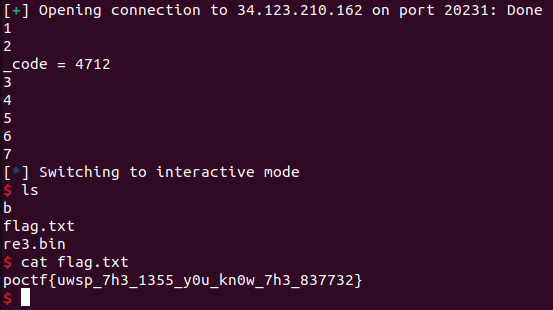 [+] Opening connection to 34.123.210.162 on port 20231: Done
1
2
_code = 4712
3
4
5
6
7
[*] Switching to interactive mode
$ ls
b
flag.txt
re3.bin
$ cat flag.txt
poctf{uwsp_7h3_1355_y0u_kn0w_7h3_837732}
$